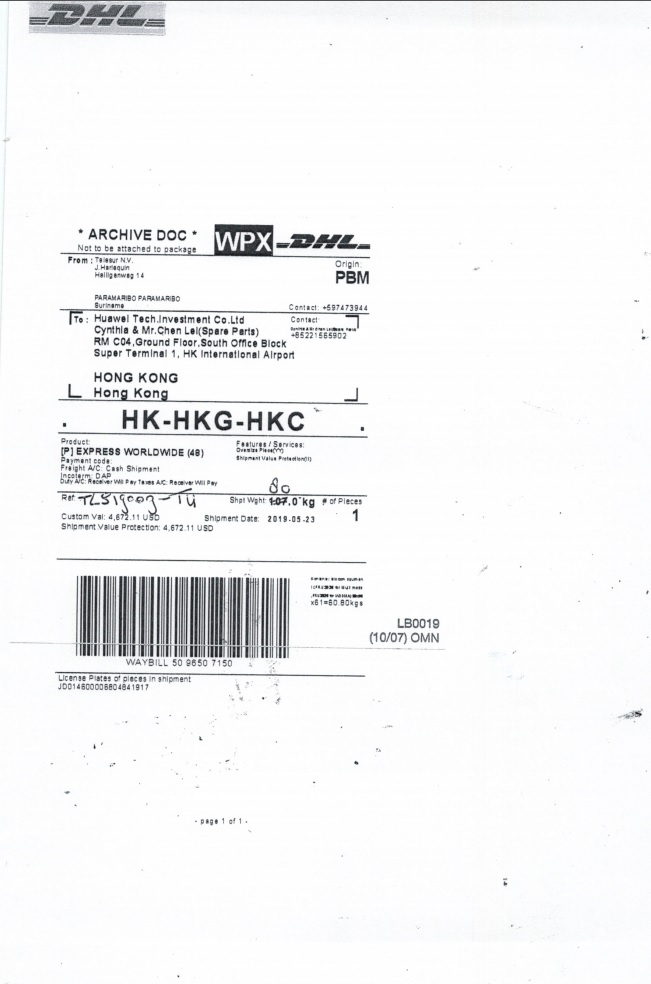 DHL
* ARCHIVE DOC *
Not to be attached to package
WPX DHL
From : Telesur N.V.
J.Harlequin
Heiligenweg 14
Origin:
PBM
PARAMARIBO PARAMARIBO
Suriname
Contact: +597473944
To : Huawei Tech.Investment Co.Ltd
Contact:
Cynthia & Mr.Chen Lei(Spare Parts)
+85221565902
RM C04,Ground Floor,South Office Block
Super Terminal 1, HK International Airport
HONG KONG
Hong Kong
HK-HKG-HKC
Product:
[P] EXPRESS WORLDWIDE (48)
Features / Services:
Oversize Piece(YY)
Shipment Value Protection(II)
Payment code:
Freight A/C: Cash Shipment
Incoterm: DAP
Duty A/C: Receiver Will Pay Taxes A/C: Receiver Will Pay
80
Ref:
Shpt Wght: 107.0 kg
# of Pieces
1
Custom Val: 4,672.11 USD
Shipment Date: 2019-05-23
Shipment Value Protection: 4,672.11 USD
x61=60.80kgs
WAYBILL 50 9650 7150
LB0019
(10/07) OMN
License Plates of pieces in shipment
JD014600006804841917
- page 1 of 1 -